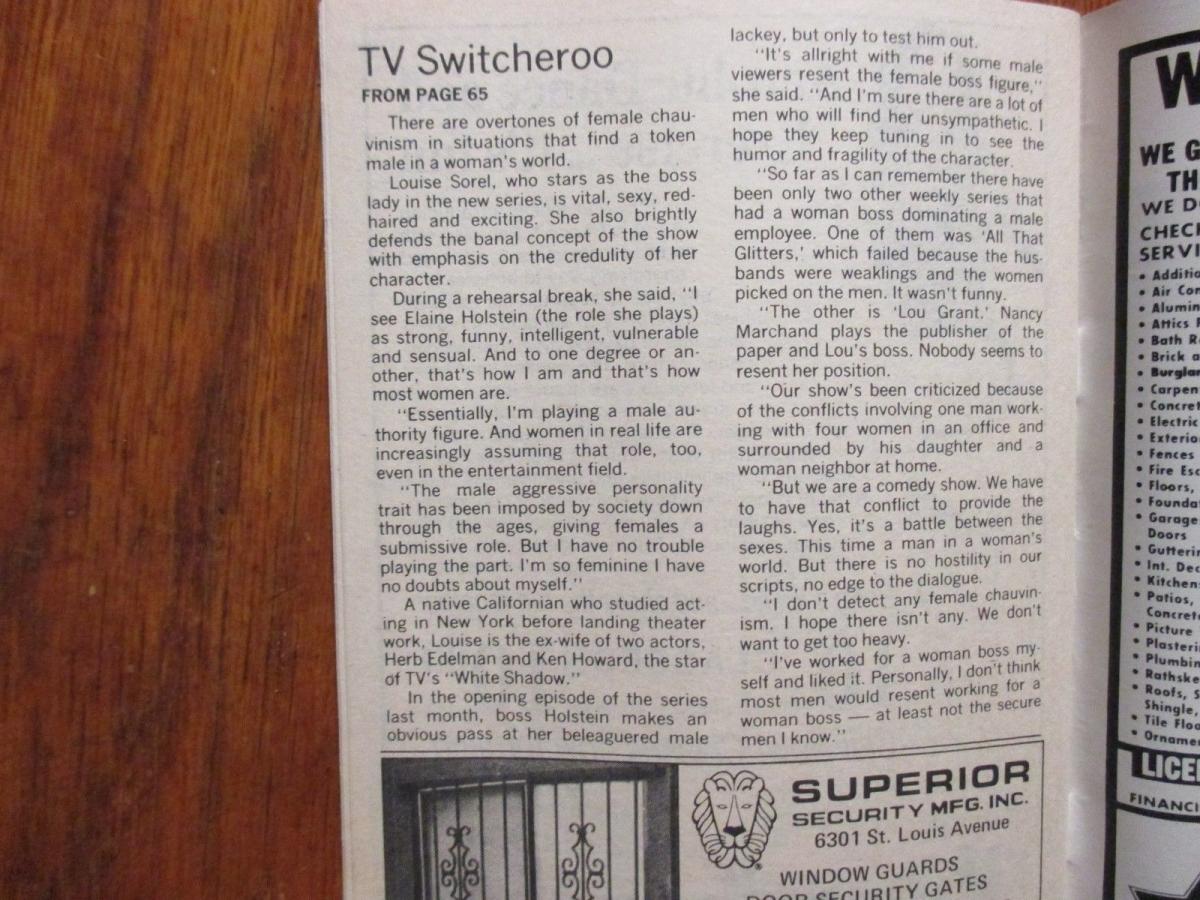 TV Switcheroo
FROM PAGE 65
There are overtones of female chau-
vinism in situations that find a token
male in a woman's world.
Louise Sorel, who stars as the boss
lady in the new series, is vital, sexy, red-
haired and exciting. She also brightly
defends the banal concept of the show
with emphasis on the credulity of her
character.
During a rehearsal break, she said, "I
see Elaine Holstein (the role she plays)
as strong, funny, intelligent, vulnerable
and sensual. And to one degree or an-
other, that's how I am and that's how
most women are.
"Essentially, I'm playing a male au-
thority figure. And women in real life are
increasingly assuming that role, too,
even in the entertainment field.
"The male aggressive personality
trait has been imposed by society down
through the ages, giving females a
submissive role. But I have no trouble
playing the part. I'm so feminine I have
no doubts about myself."
A native Californian who studied act-
ing in New York before landing theater
work, Louise is the ex-wife of two actors,
Herb Edelman and Ken Howard, the star
of TV's "White Shadow."
In the opening episode of the series
last month, boss Holstein makes an
obvious pass at her beleaguered male
lackey, but only to test him out.
"It's allright with me if some male
viewers resent the female boss figure,"
she said. "And I'm sure there are a lot of
men who will find her unsympathetic. I
hope they keep tuning in to see the
humor and fragility of the character.
"So far as I can remember there have
been only two other weekly series that
had a woman boss dominating a male
employee. One of them was 'All That
Glitters,' which failed because the hus-
bands were weaklings and the women
picked on the men. It wasn't funny.
"The other is 'Lou Grant.' Nancy
Marchand plays the publisher of the
paper and Lou's boss. Nobody seems to
resent her position.
"Our show's been criticized because
of the conflicts involving one man work-
ing with four women in an office and
surrounded by his daughter and a
woman neighbor at home.
"But we are a comedy show. We have
to have that conflict to provide the
laughs. Yes, it's a battle between the
sexes. This time a man in a woman's
world. But there is no hostility in our
scripts, no edge to the dialogue.
"I don't detect any female chauvin-
ism. I hope there isn't any. We don't
want to get too heavy.
"I've worked for a woman boss my-
self and liked it. Personally, I don't think
most men would resent working for a
woman boss — at least not the secure
men I know."
SUPERIOR
SECURITY MFG. INC.
6301 St. Louis Avenue
WINDOW GUARDS
DOOR SECURITY GATES
WE
TH
WE
CHECK
SERVI
• Additio
• Air Con
• Alumin
• Attics
• Bath
• Brick
• Burglar
• Carpen
• Concret
• Electric
• Exterio
• Fences
• Fire Esc
• Floors,
• Founda
• Garage
Doors
• Gutterin
• Int. Dec
• Kitchen
• Patios,
Concrete
• Picture
• Plasteri
• Plumbin
• Rathske
• Roofs, S
Shingle,
• Tile Floo
• Ornamen
LICE
FINANCI